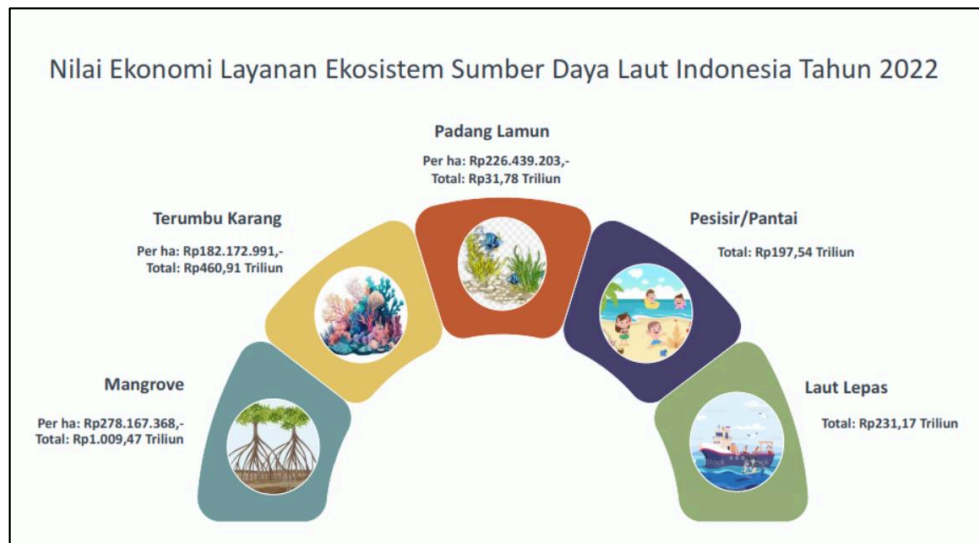 Nilai Ekonomi Layanan Ekosistem Sumber Daya Laut Indonesia Tahun 2022
Padang Lamun
Per ha: Rp226.439.203,-
Total: Rp31,78 Triliun
Terumbu Karang
Per ha: Rp182.172.991,-
Total: Rp460,91 Triliun
Pesisir/Pantai
Total: Rp197,54 Triliun
Mangrove
Per ha: Rp278.167.368,-
Total: Rp1.009,47 Triliun
Laut Lepas
Total: Rp231,17 Triliun